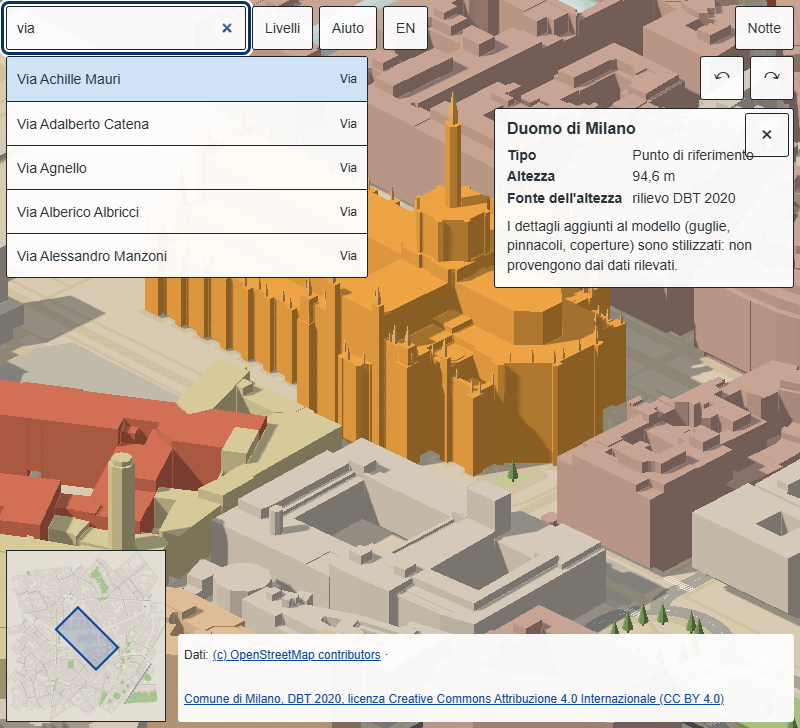 via
Livelli
Aiuto
EN
Notte
Via Achille Mauri Via
Via Adalberto Catena Via
Via Agnello Via
Via Alberico Albricci Via
Via Alessandro Manzoni Via
Duomo di Milano
Tipo Punto di riferimento
Altezza 94,6 m
Fonte dell'altezza rilievo DBT 2020
I dettagli aggiunti al modello (guglie,
pinnacoli, coperture) sono stilizzati: non
provengono dai dati rilevati.
Dati: (c) OpenStreetMap contributors ·
Comune di Milano, DBT 2020, licenza Creative Commons Attribuzione 4.0 Internazionale (CC BY 4.0)